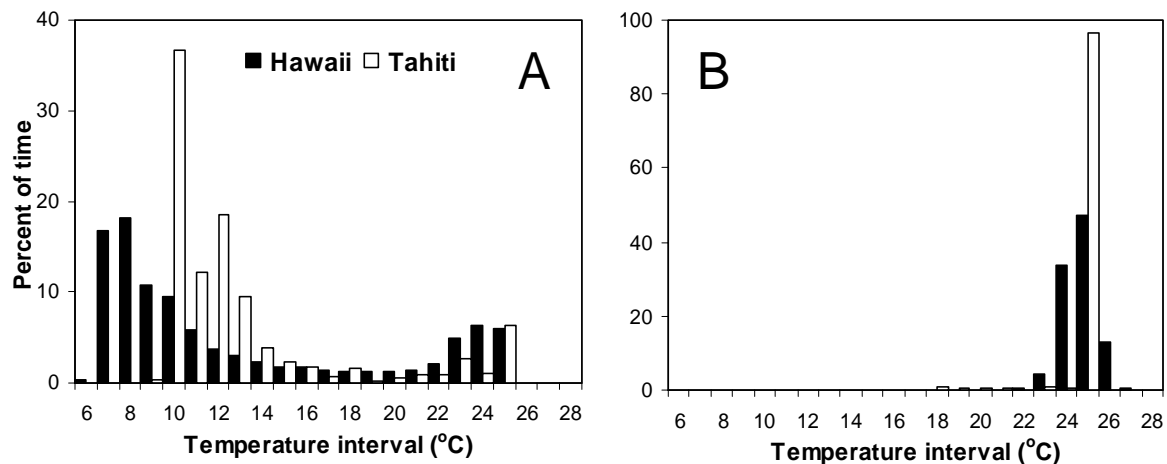 40
30
20
10
0
Percent of time
Hawaii Tahiti
A
6 8 10 12 14 16 18 20 22 24 26 28
Temperature interval (°C)
100
80
60
40
20
0
B
6 8 10 12 14 16 18 20 22 24 26 28
Temperature interval (°C)